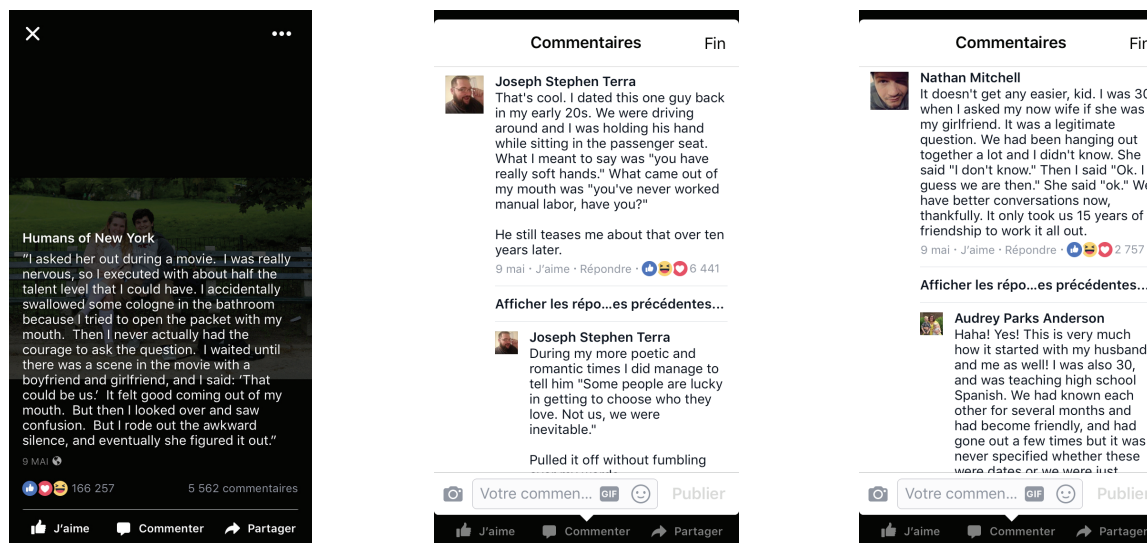 Humans of New York
“I asked her out during a movie. I was really
nervous, so I executed with about half the
talent level that I could have. I accidentally
swallowed some cologne in the bathroom
because I tried to open the packet with my
mouth. Then I never actually had the
courage to ask the question. I waited until
there was a scene in the movie with a
boyfriend and girlfriend, and I said: ‘That
could be us.’ It felt good coming out of my
mouth. But then I looked over and saw
confusion. But I rode out the awkward
silence, and eventually she figured it out.”
9 MAI
166 257 5 562 commentaires
J'aime Commenter Partager
Commentaires Fin
Joseph Stephen Terra
That's cool. I dated this one guy back
in my early 20s. We were driving
around and I was holding his hand
while sitting in the passenger seat.
What I meant to say was "you have
really soft hands." What came out of
my mouth was "you've never worked
manual labor, have you?"
He still teases me about that over ten
years later.
9 mai · J'aime · Répondre · 6 441
Afficher les répo...es précédentes...
Joseph Stephen Terra
During my more poetic and
romantic times I did manage to
tell him "Some people are lucky
in getting to choose who they
love. Not us, we were
inevitable."
Pulled it off without fumbling
Votre commen... GIF Publier
J'aime Commenter Partager
Commentaires Fin
Nathan Mitchell
It doesn't get any easier, kid. I was 30
when I asked my now wife if she was
my girlfriend. It was a legitimate
question. We had been hanging out
together a lot and I didn't know. She
said "I don't know." Then I said "Ok. I
guess we are then." She said "ok." We
have better conversations now,
thankfully. It only took us 15 years of
friendship to work it all out.
9 mai · J'aime · Répondre · 2 757
Afficher les répo...es précédentes...
Audrey Parks Anderson
Haha! Yes! This is very much
how it started with my husband
and me as well! I was also 30,
and was teaching high school
Spanish. We had known each
other for several months and
had become friendly, and had
gone out a few times but it was
never specified whether these
were dates or we were just
Votre commen... GIF Publier
J'aime Commenter Partager